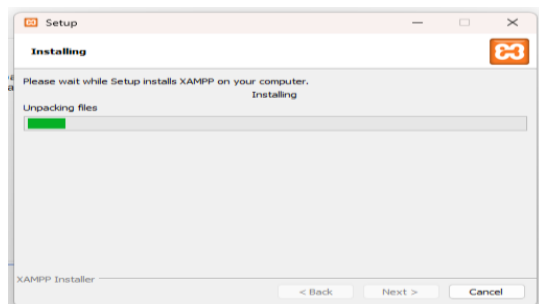 Setup
Installing
Please wait while Setup installs XAMPP on your computer.
Installing
Unpacking files
XAMPP Installer
< Back
Next >
Cancel